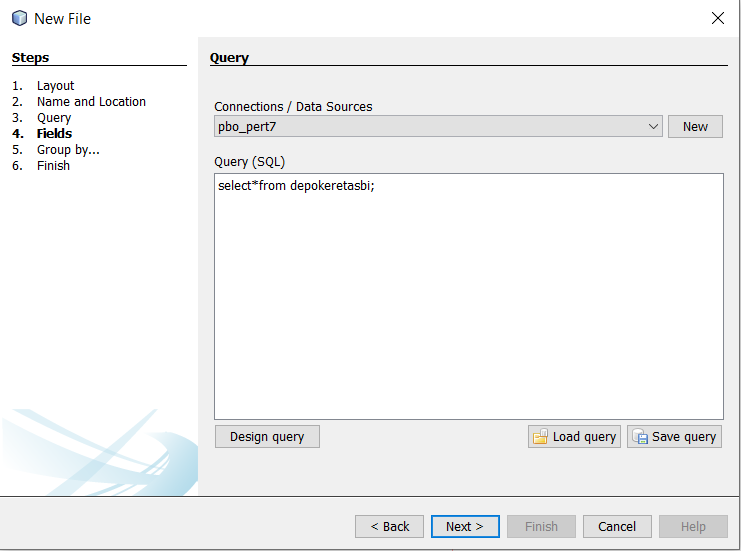 New File
Steps
1. Layout
2. Name and Location
3. Query
4. Fields
5. Group by...
6. Finish
Query
Connections / Data Sources
pbo_pert7
New
Query (SQL)
select*from depokeretasbi;
Design query
Load query
Save query
< Back
Next >
Finish
Cancel
Help